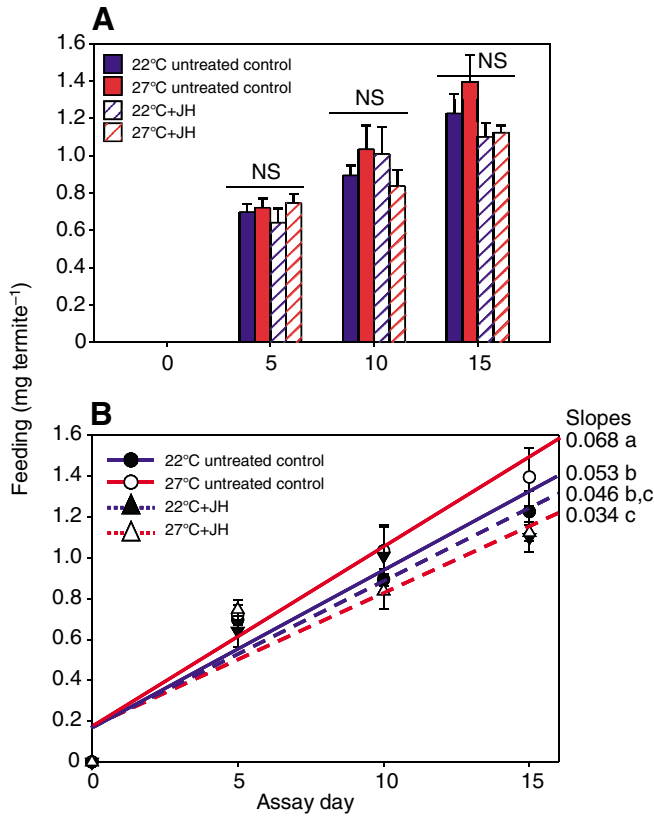 A
1.6
1.4
1.2
1.0
0.8
0.6
0.4
0.2
0
22°C untreated control
27°C untreated control
22°C+JH
27°C+JH
NS
NS
NS
0 5 10 15
Feeding (mg termite⁻¹)
B
1.6
1.4
1.2
1.0
0.8
0.6
0.4
0.2
0
22°C untreated control
27°C untreated control
22°C+JH
27°C+JH
Slopes
0.068 a
0.053 b
0.046 b,c
0.034 c
0 5 10 15
Assay day